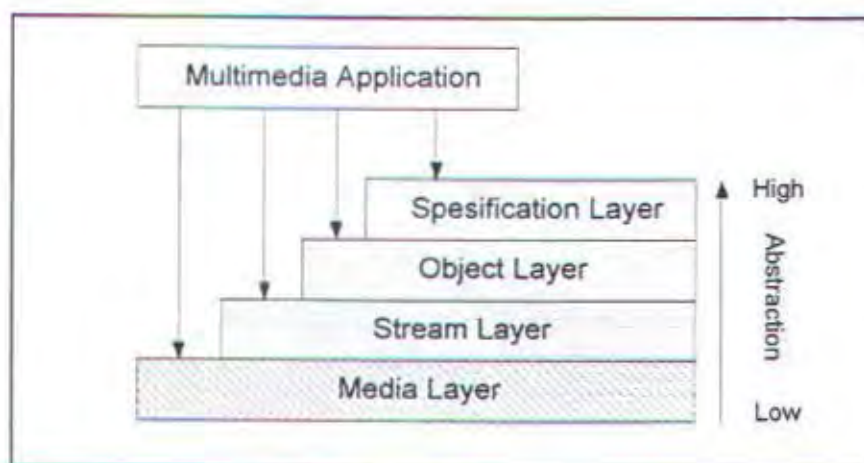 Multimedia Application
Spesification Layer
Object Layer
Stream Layer
Media Layer
High
Abstraction
Low